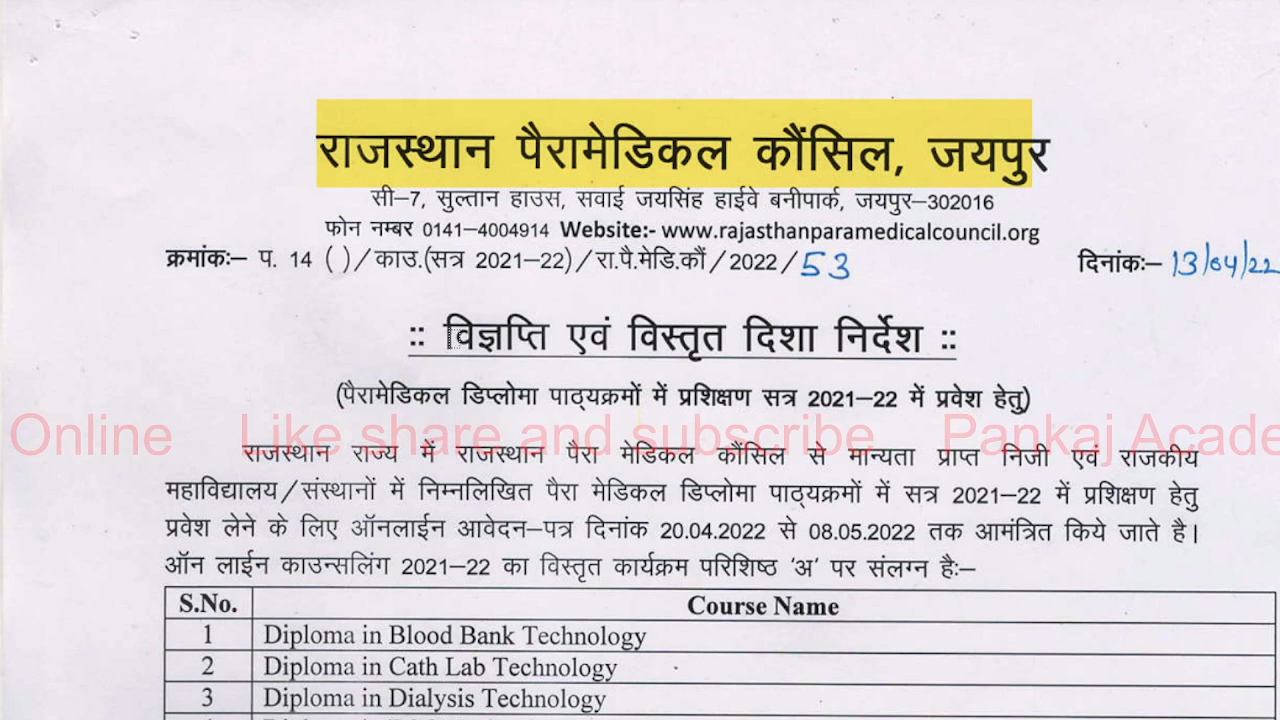 राजस्थान पैरामेडिकल कौंसिल, जयपुर
सी–7, सुल्तान हाउस, सवाई जयसिंह हाईवे बनीपार्क, जयपुर–302016
फोन नम्बर 0141–4004914 Website:- www.rajasthanparamedicalcouncil.org
क्रमांकः– प. 14 ( )/काउ.(सत्र 2021–22)/रा.पै.मेडि.कौं/2022/53 दिनांकः– 13/04/22
:: विज्ञप्ति एवं विस्तृत दिशा निर्देश ::
(पैरामेडिकल डिप्लोमा पाठ्यक्रमों में प्रशिक्षण सत्र 2021–22 में प्रवेश हेतु)
Online Like share and subscribe Pankaj Acade
राजस्थान राज्य में राजस्थान पैरा मेडिकल कौंसिल से मान्यता प्राप्त निजी एवं राजकीय
महाविद्यालय/संस्थानों में निम्नलिखित पैरा मेडिकल डिप्लोमा पाठ्यक्रमों में सत्र 2021–22 में प्रशिक्षण हेतु
प्रवेश लेने के लिए ऑनलाईन आवेदन–पत्र दिनांक 20.04.2022 से 08.05.2022 तक आमंत्रित किये जाते है।
ऑन लाईन काउन्सलिंग 2021–22 का विस्तृत कार्यक्रम परिशिष्ठ 'अ' पर संलग्न हैः–
S.No. Course Name
1 Diploma in Blood Bank Technology
2 Diploma in Cath Lab Technology
3 Diploma in Dialysis Technology